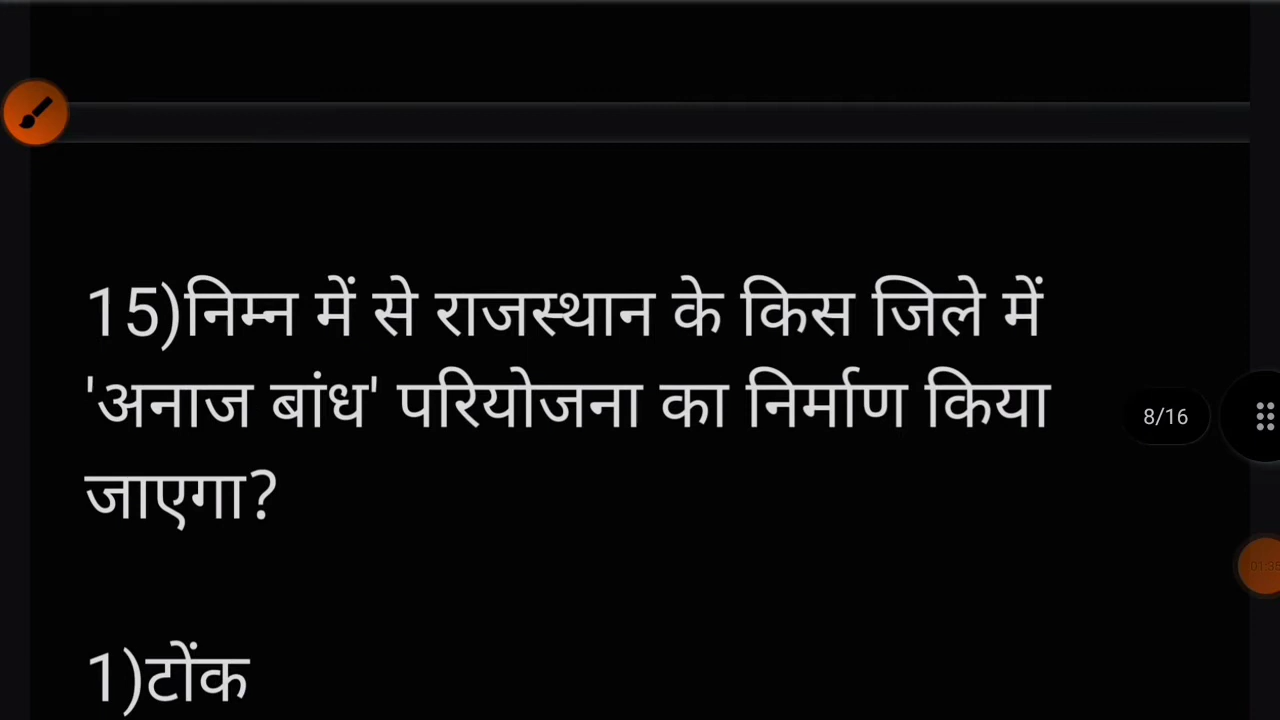 15)निम्न में से राजस्थान के किस जिले में
'अनाज बांध' परियोजना का निर्माण किया
जाएगा?
8/16
1)टोंक